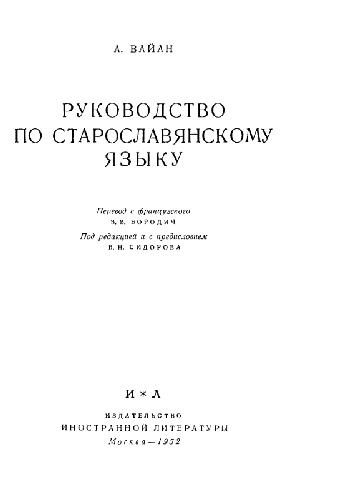 А. ВАЙАН
РУКОВОДСТВО
ПО СТАРОСЛАВЯНСКОМУ
ЯЗЫКУ
Перевод с французского
В. В. БОРОДИЧ
Под редакцией и с предисловием
В. Н. СИДОРОВА
И * Л
ИЗДАТЕЛЬСТВО
ИНОСТРАННОЙ ЛИТЕРАТУРЫ
Москва — 1952